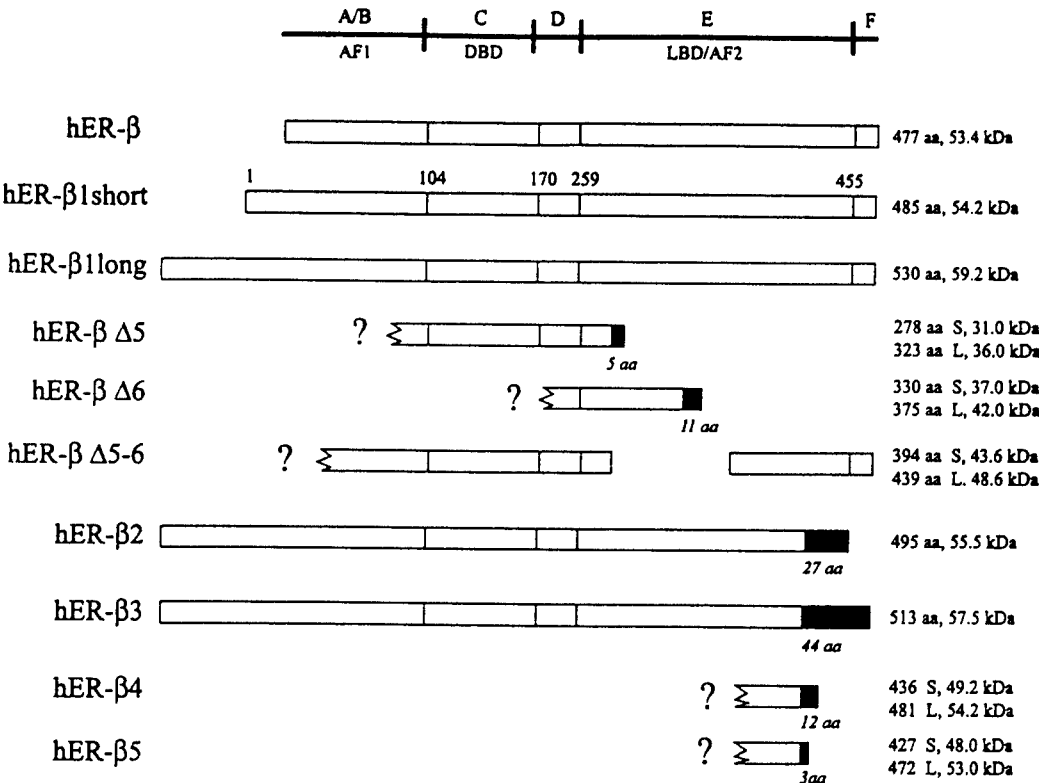 A/B C D E F
AF1 DBD LBD/AF2
hER-β 477 aa, 53.4 kDa
1 104 170 259 455
hER-β1short 485 aa, 54.2 kDa
hER-β1long 530 aa, 59.2 kDa
hER-β Δ5 ? 278 aa S, 31.0 kDa
323 aa L, 36.0 kDa
5 aa
hER-β Δ6 ? 330 aa S, 37.0 kDa
375 aa L, 42.0 kDa
11 aa
hER-β Δ5-6 ? 394 aa S, 43.6 kDa
439 aa L. 48.6 kDa
hER-β2 495 aa, 55.5 kDa
27 aa
hER-β3 513 aa, 57.5 kDa
44 aa
hER-β4 ? 436 S, 49.2 kDa
481 L, 54.2 kDa
12 aa
hER-β5 ? 427 S, 48.0 kDa
472 L, 53.0 kDa
3aa